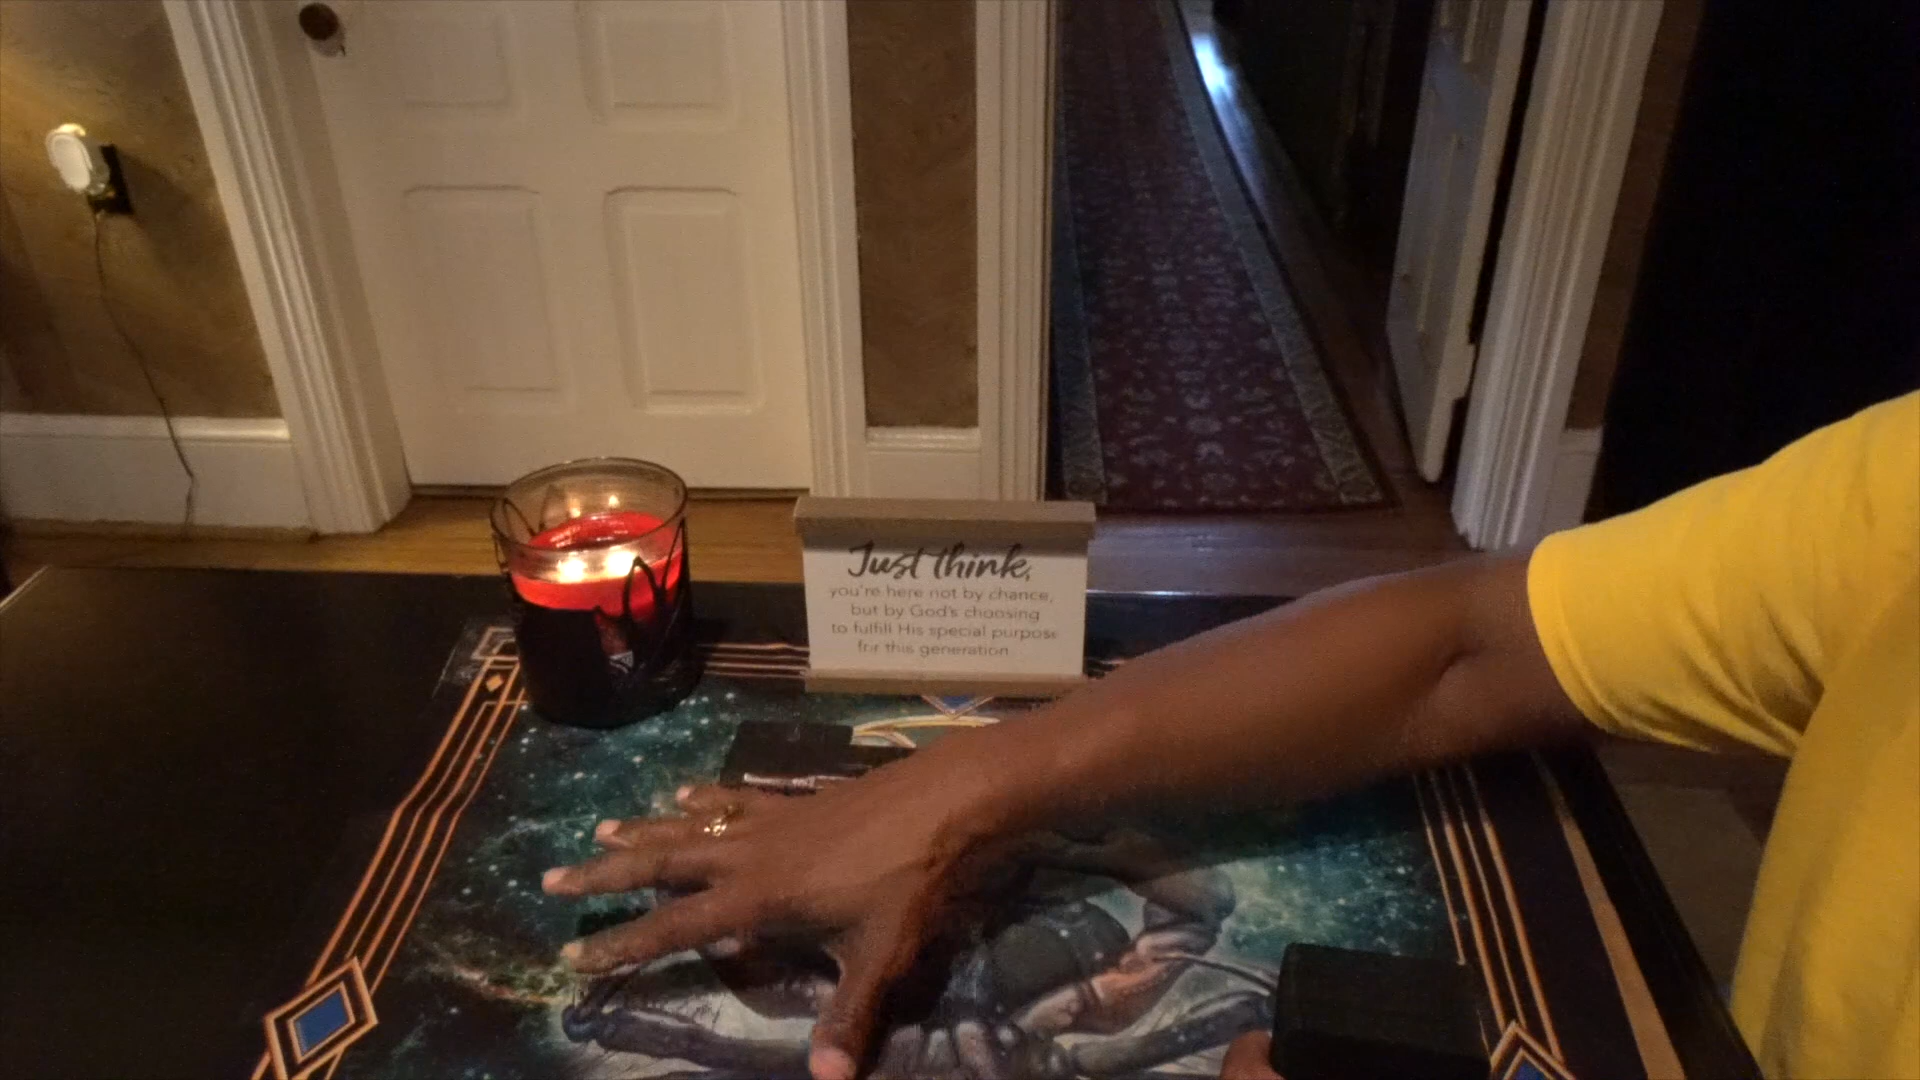 Just think,
you're here not by chance,
but by God's choosing
to fulfill His special purpose
for this generation